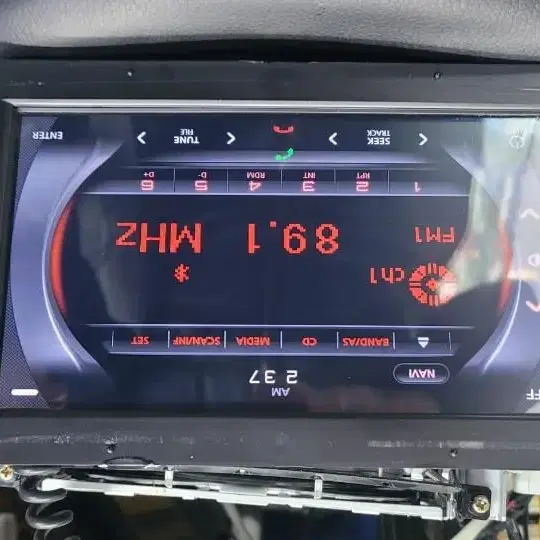 AM
NAVI 2 37
BAND/AS CD MEDIA SCAN/INF SET
ch1
FM1 89.1 MHz
1 2 3 4 5 6
RPT INT RDM D- D+
SEEK TUNE ENTER
TRACK FILE